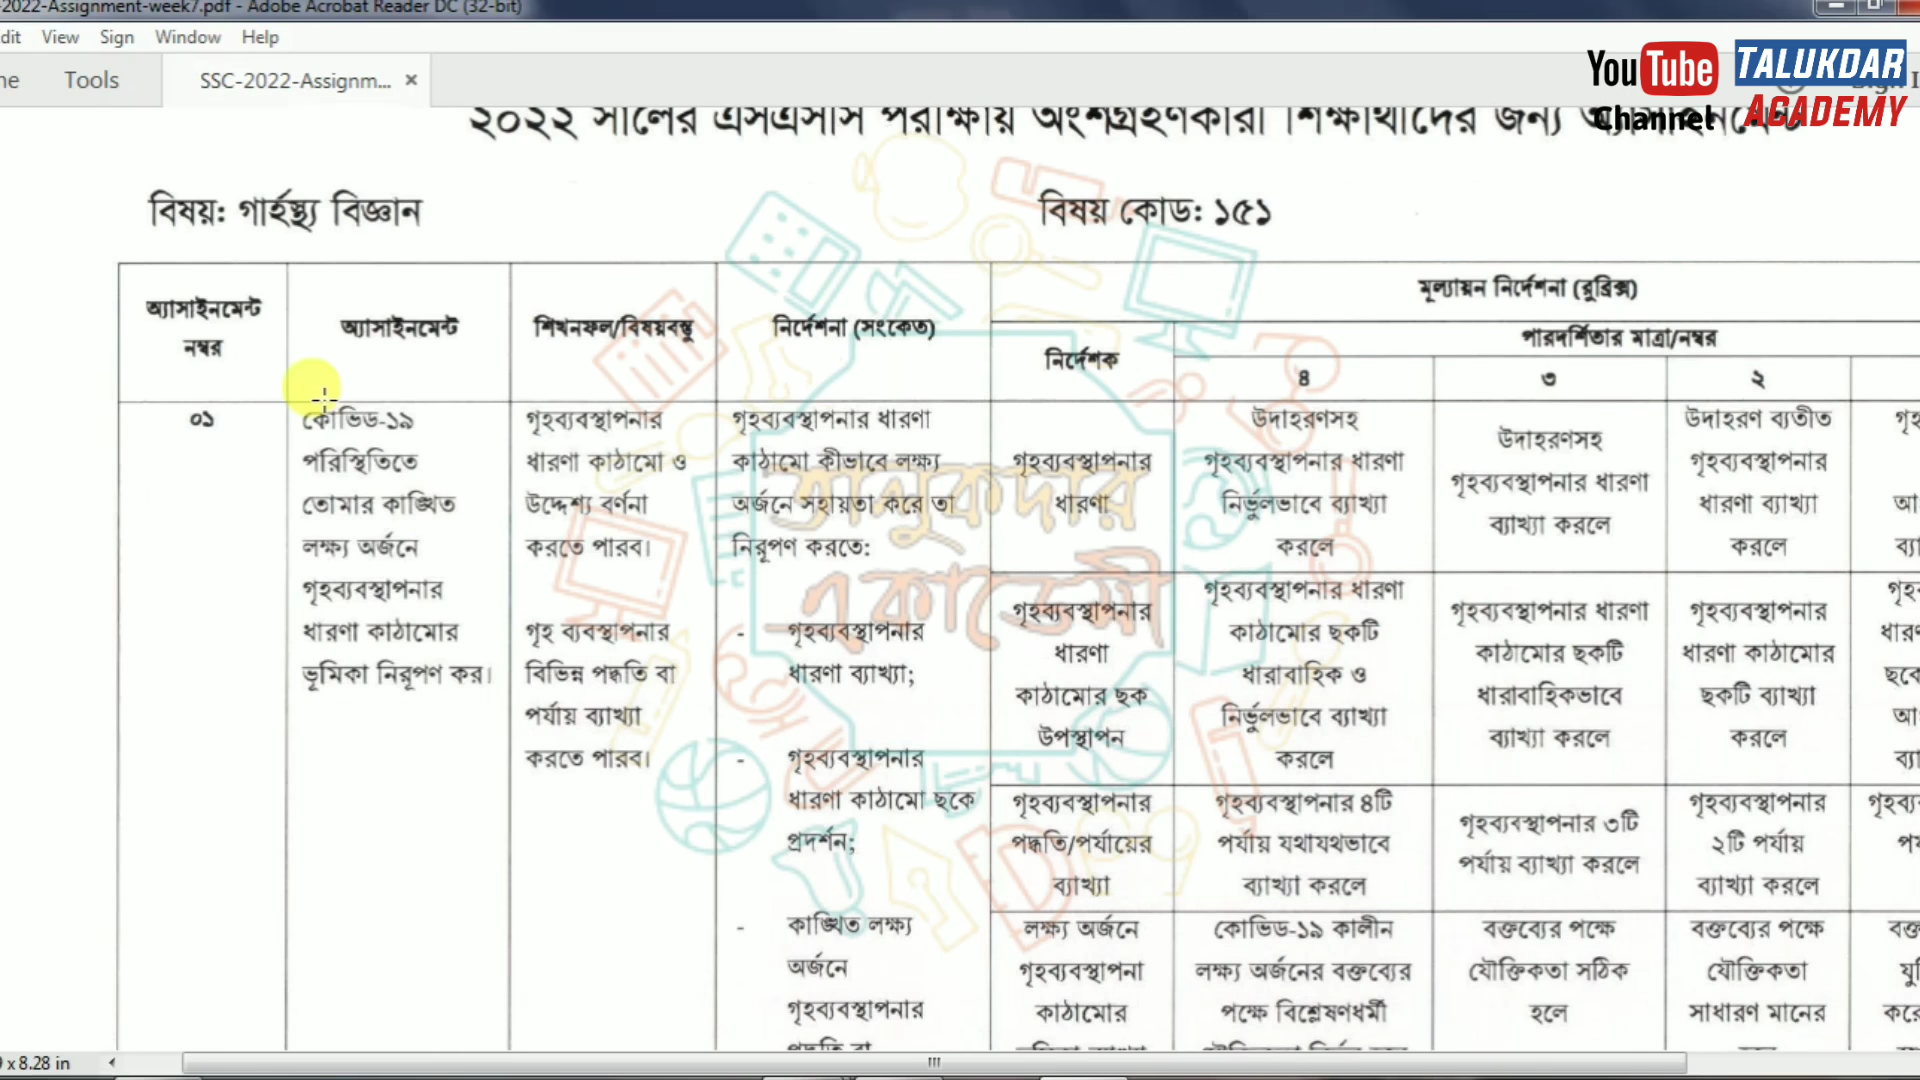 -2022-Assignment-week7.pdf - Adobe Acrobat Reader DC (32-bit)
dit View Sign Window Help
ne Tools SSC-2022-Assignm... ×
YouTube Channel
TALUKDAR
ACADEMY
২০২২ সালের এসএসসি পরীক্ষায় অংশগ্রহণকারী শিক্ষার্থীদের জন্য
বিষয়: গার্হস্থ্য বিজ্ঞান
বিষয় কোড: ১৫১
অ্যাসাইনমেন্ট
নম্বর
অ্যাসাইনমেন্ট
শিখনফল/বিষয়বস্তু
নির্দেশনা (সংকেত)
মূল্যায়ন নির্দেশনা (রুব্রিক্স)
নির্দেশক
পারদর্শিতার মাত্রা/নম্বর
৪
৩
২
০১
কোভিড-১৯
পরিস্থিতিতে
তোমার কাঙ্খিত
লক্ষ্য অর্জনে
গৃহব্যবস্থাপনার
ধারণা কাঠামোর
ভূমিকা নিরূপণ কর।
গৃহব্যবস্থাপনার
ধারণা কাঠামো ও
উদ্দেশ্য বর্ণনা
করতে পারব।
গৃহ ব্যবস্থাপনার
বিভিন্ন পদ্ধতি বা
পর্যায় ব্যাখ্যা
করতে পারব।
গৃহব্যবস্থাপনার ধারণা
কাঠামো কীভাবে লক্ষ্য
অর্জনে সহায়তা করে তা
নিরূপণ করতে:
- গৃহব্যবস্থাপনার
ধারণা ব্যাখ্যা;
- গৃহব্যবস্থাপনার
ধারণা কাঠামো ছকে
প্রদর্শন;
- কাঙ্খিত লক্ষ্য
অর্জনে
গৃহব্যবস্থাপনার
পদ্ধতি বা
গৃহব্যবস্থাপনার
ধারণা
উদাহরণসহ
গৃহব্যবস্থাপনার ধারণা
নির্ভুলভাবে ব্যাখ্যা
করলে
উদাহরণসহ
গৃহব্যবস্থাপনার ধারণা
ব্যাখ্যা করলে
উদাহরণ ব্যতীত
গৃহব্যবস্থাপনার
ধারণা ব্যাখ্যা
করলে
গৃহব্যবস্থাপনার
ধারণা
কাঠামোর ছক
উপস্থাপন
গৃহব্যবস্থাপনার ধারণা
কাঠামোর ছকটি
ধারাবাহিক ও
নির্ভুলভাবে ব্যাখ্যা
করলে
গৃহব্যবস্থাপনার ধারণা
কাঠামোর ছকটি
ধারাবাহিকভাবে
ব্যাখ্যা করলে
গৃহব্যবস্থাপনার
ধারণা কাঠামোর
ছকটি ব্যাখ্যা
করলে
গৃহব্যবস্থাপনার
পদ্ধতি/পর্যায়ের
ব্যাখ্যা
গৃহব্যবস্থাপনার ৪টি
পর্যায় যথাযথভাবে
ব্যাখ্যা করলে
গৃহব্যবস্থাপনার ৩টি
পর্যায় ব্যাখ্যা করলে
গৃহব্যবস্থাপনার
২টি পর্যায়
ব্যাখ্যা করলে
লক্ষ্য অর্জনে
গৃহব্যবস্থাপনা
কাঠামোর
কোভিড-১৯ কালীন
লক্ষ্য অর্জনের বক্তব্যের
পক্ষে বিশ্লেষণধর্মী
বক্তব্যের পক্ষে
যৌক্তিকতা সঠিক
হলে
বক্তব্যের পক্ষে
যৌক্তিকতা
সাধারণ মানের
তালুকদার
একাডেমী
x 8.28 in